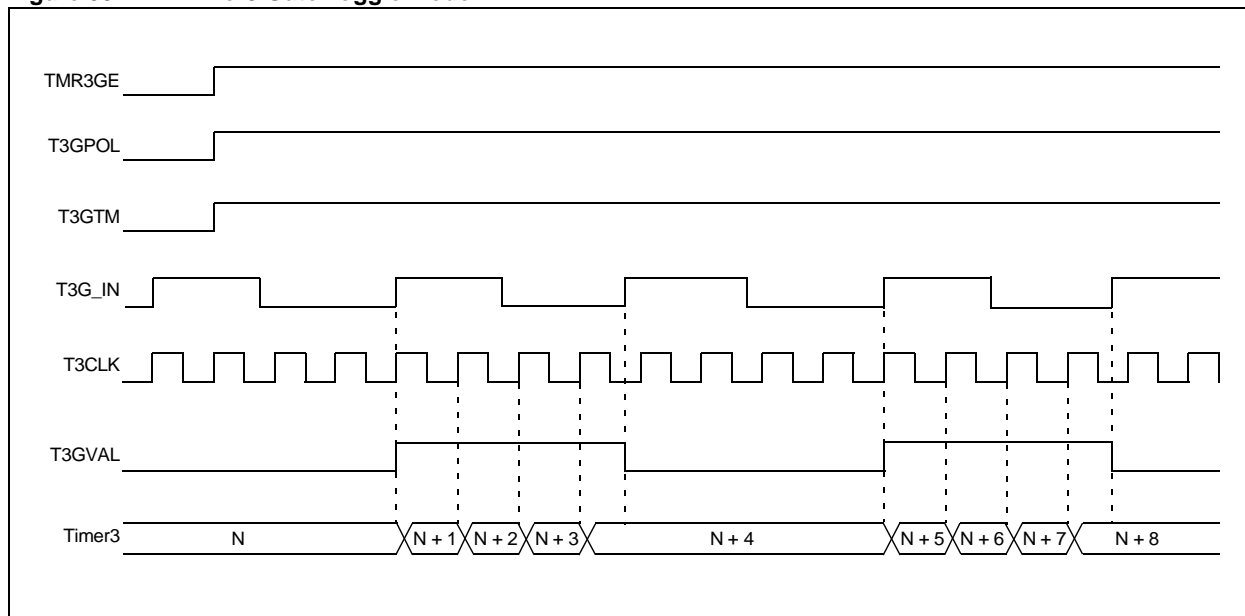 TMR3GE
T3GPOL
T3GTM
T3G_IN
T3CLK
T3GVAL
Timer3 N N + 1 N + 2 N + 3 N + 4 N + 5 N + 6 N + 7 N + 8